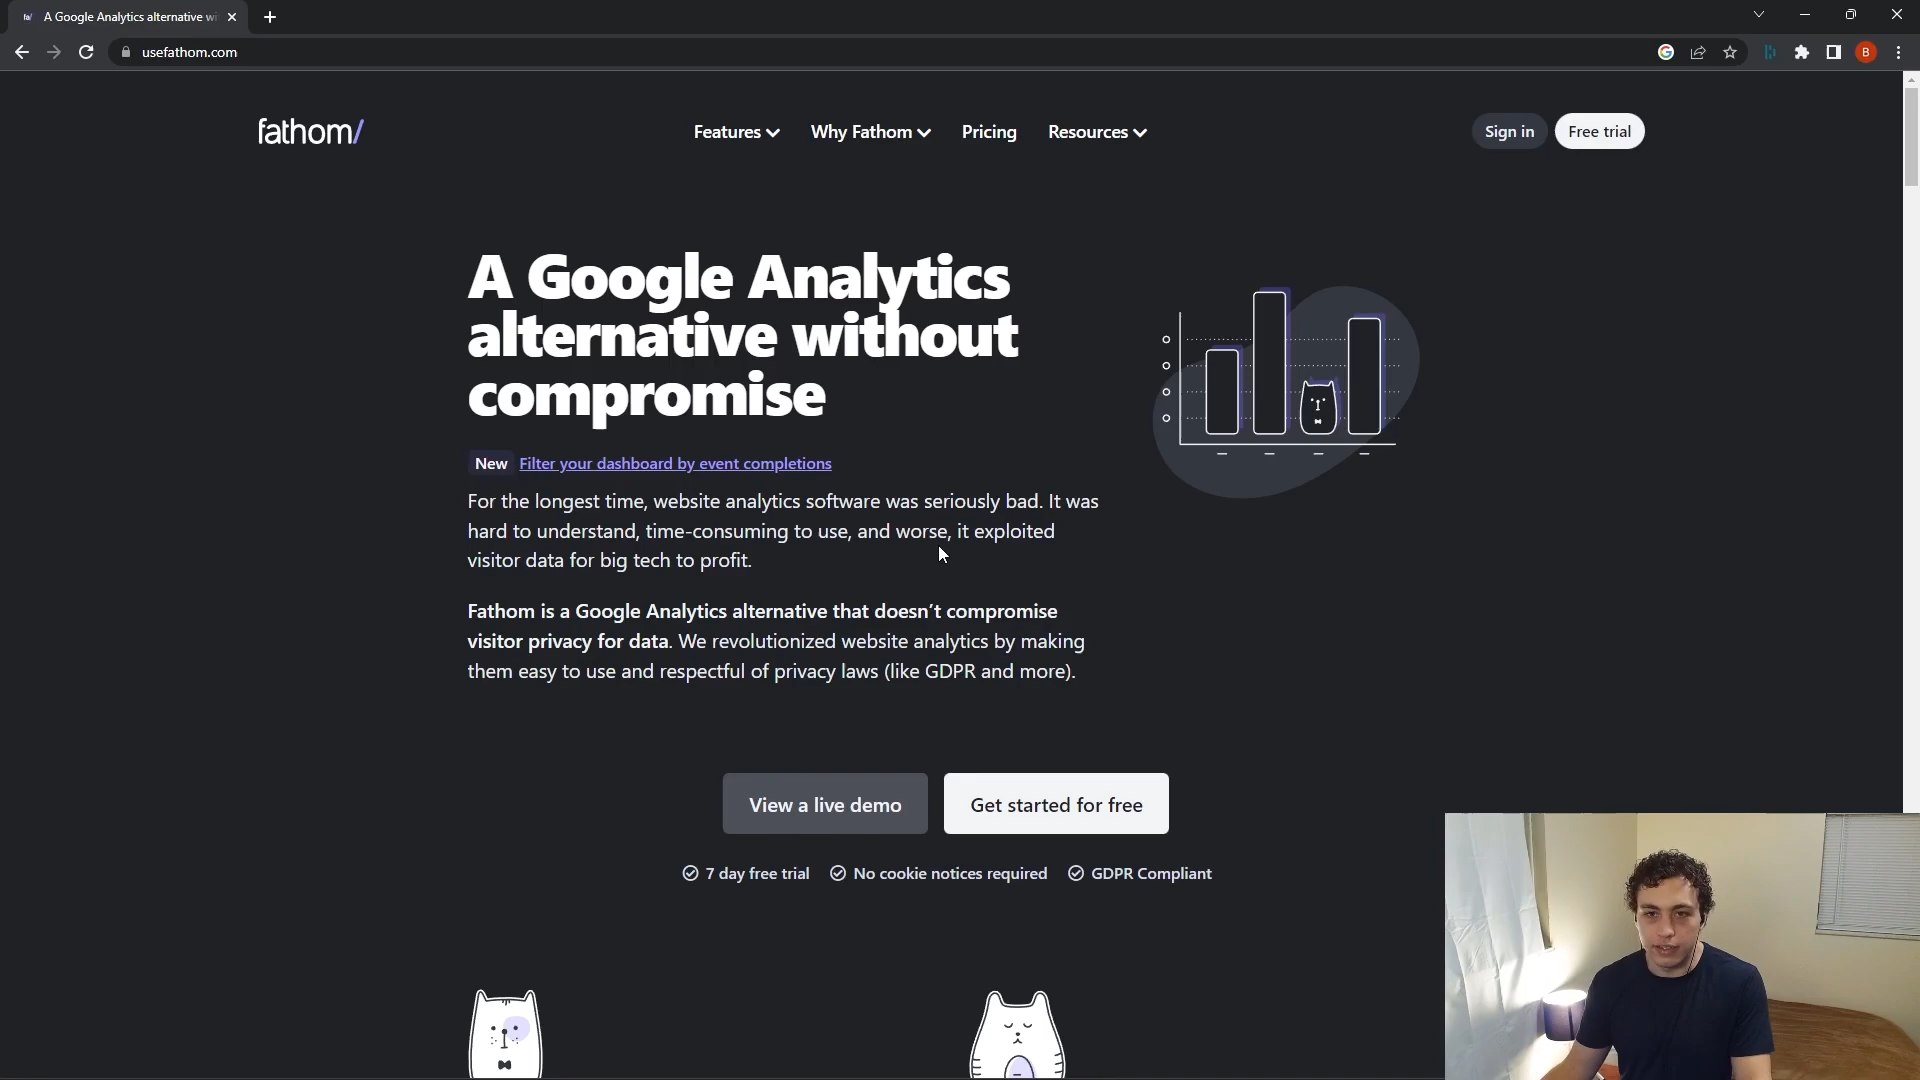 A Google Analytics alternative wi
usefathom.com
B
fathom/
Features
Why Fathom
Pricing
Resources
Sign in
Free trial
A Google Analytics
alternative without
compromise
New Filter your dashboard by event completions
For the longest time, website analytics software was seriously bad. It was
hard to understand, time-consuming to use, and worse, it exploited
visitor data for big tech to profit.
Fathom is a Google Analytics alternative that doesn’t compromise
visitor privacy for data. We revolutionized website analytics by making
them easy to use and respectful of privacy laws (like GDPR and more).
View a live demo
Get started for free
7 day free trial
No cookie notices required
GDPR Compliant